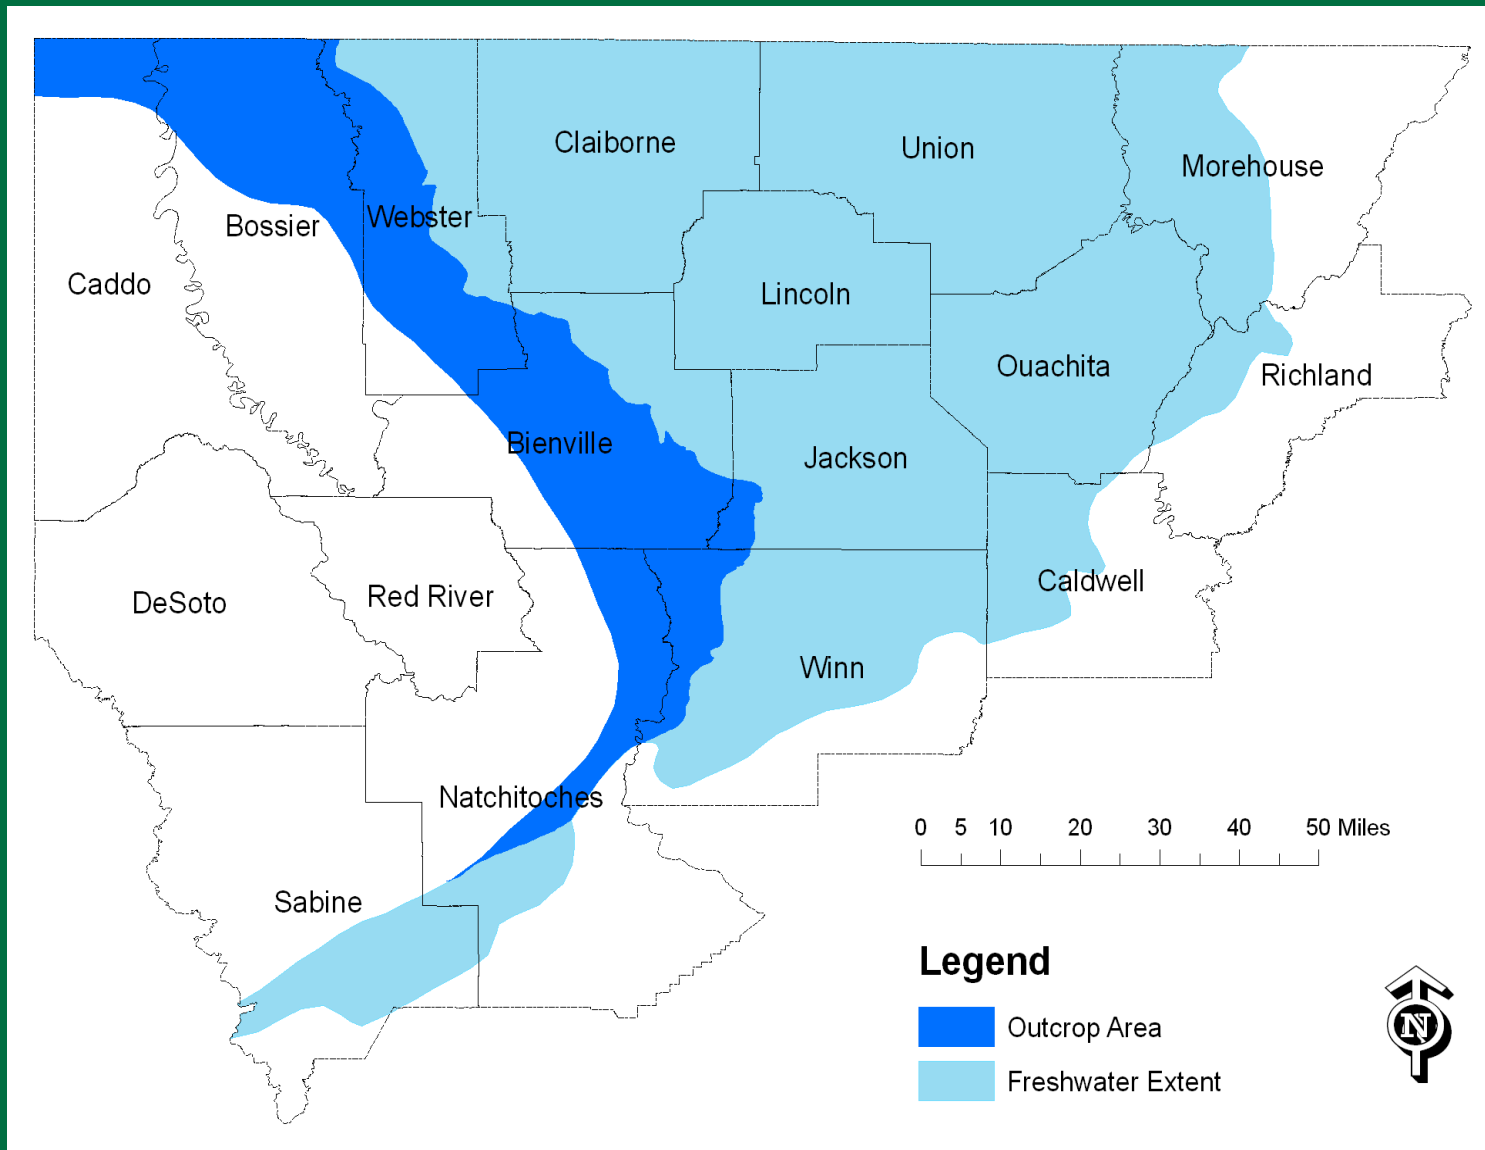 Claiborne
Union
Morehouse
Bossier
Webster
Caddo
Lincoln
Ouachita
Richland
Bienville
Jackson
DeSoto
Red River
Caldwell
Winn
Natchitoches
Sabine
0 5 10 20 30 40 50 Miles
Legend
Outcrop Area
Freshwater Extent
N